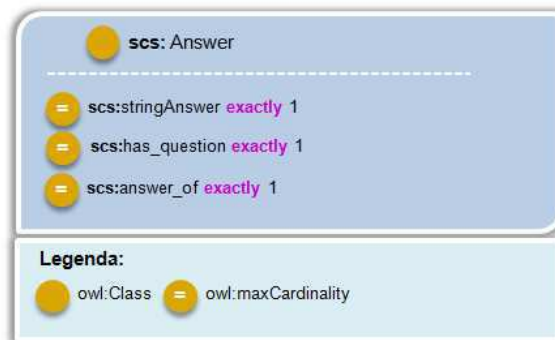 scs: Answer
= scs:stringAnswer exactly 1
= scs:has_question exactly 1
= scs:answer_of exactly 1
Legenda:
owl:Class = owl:maxCardinality